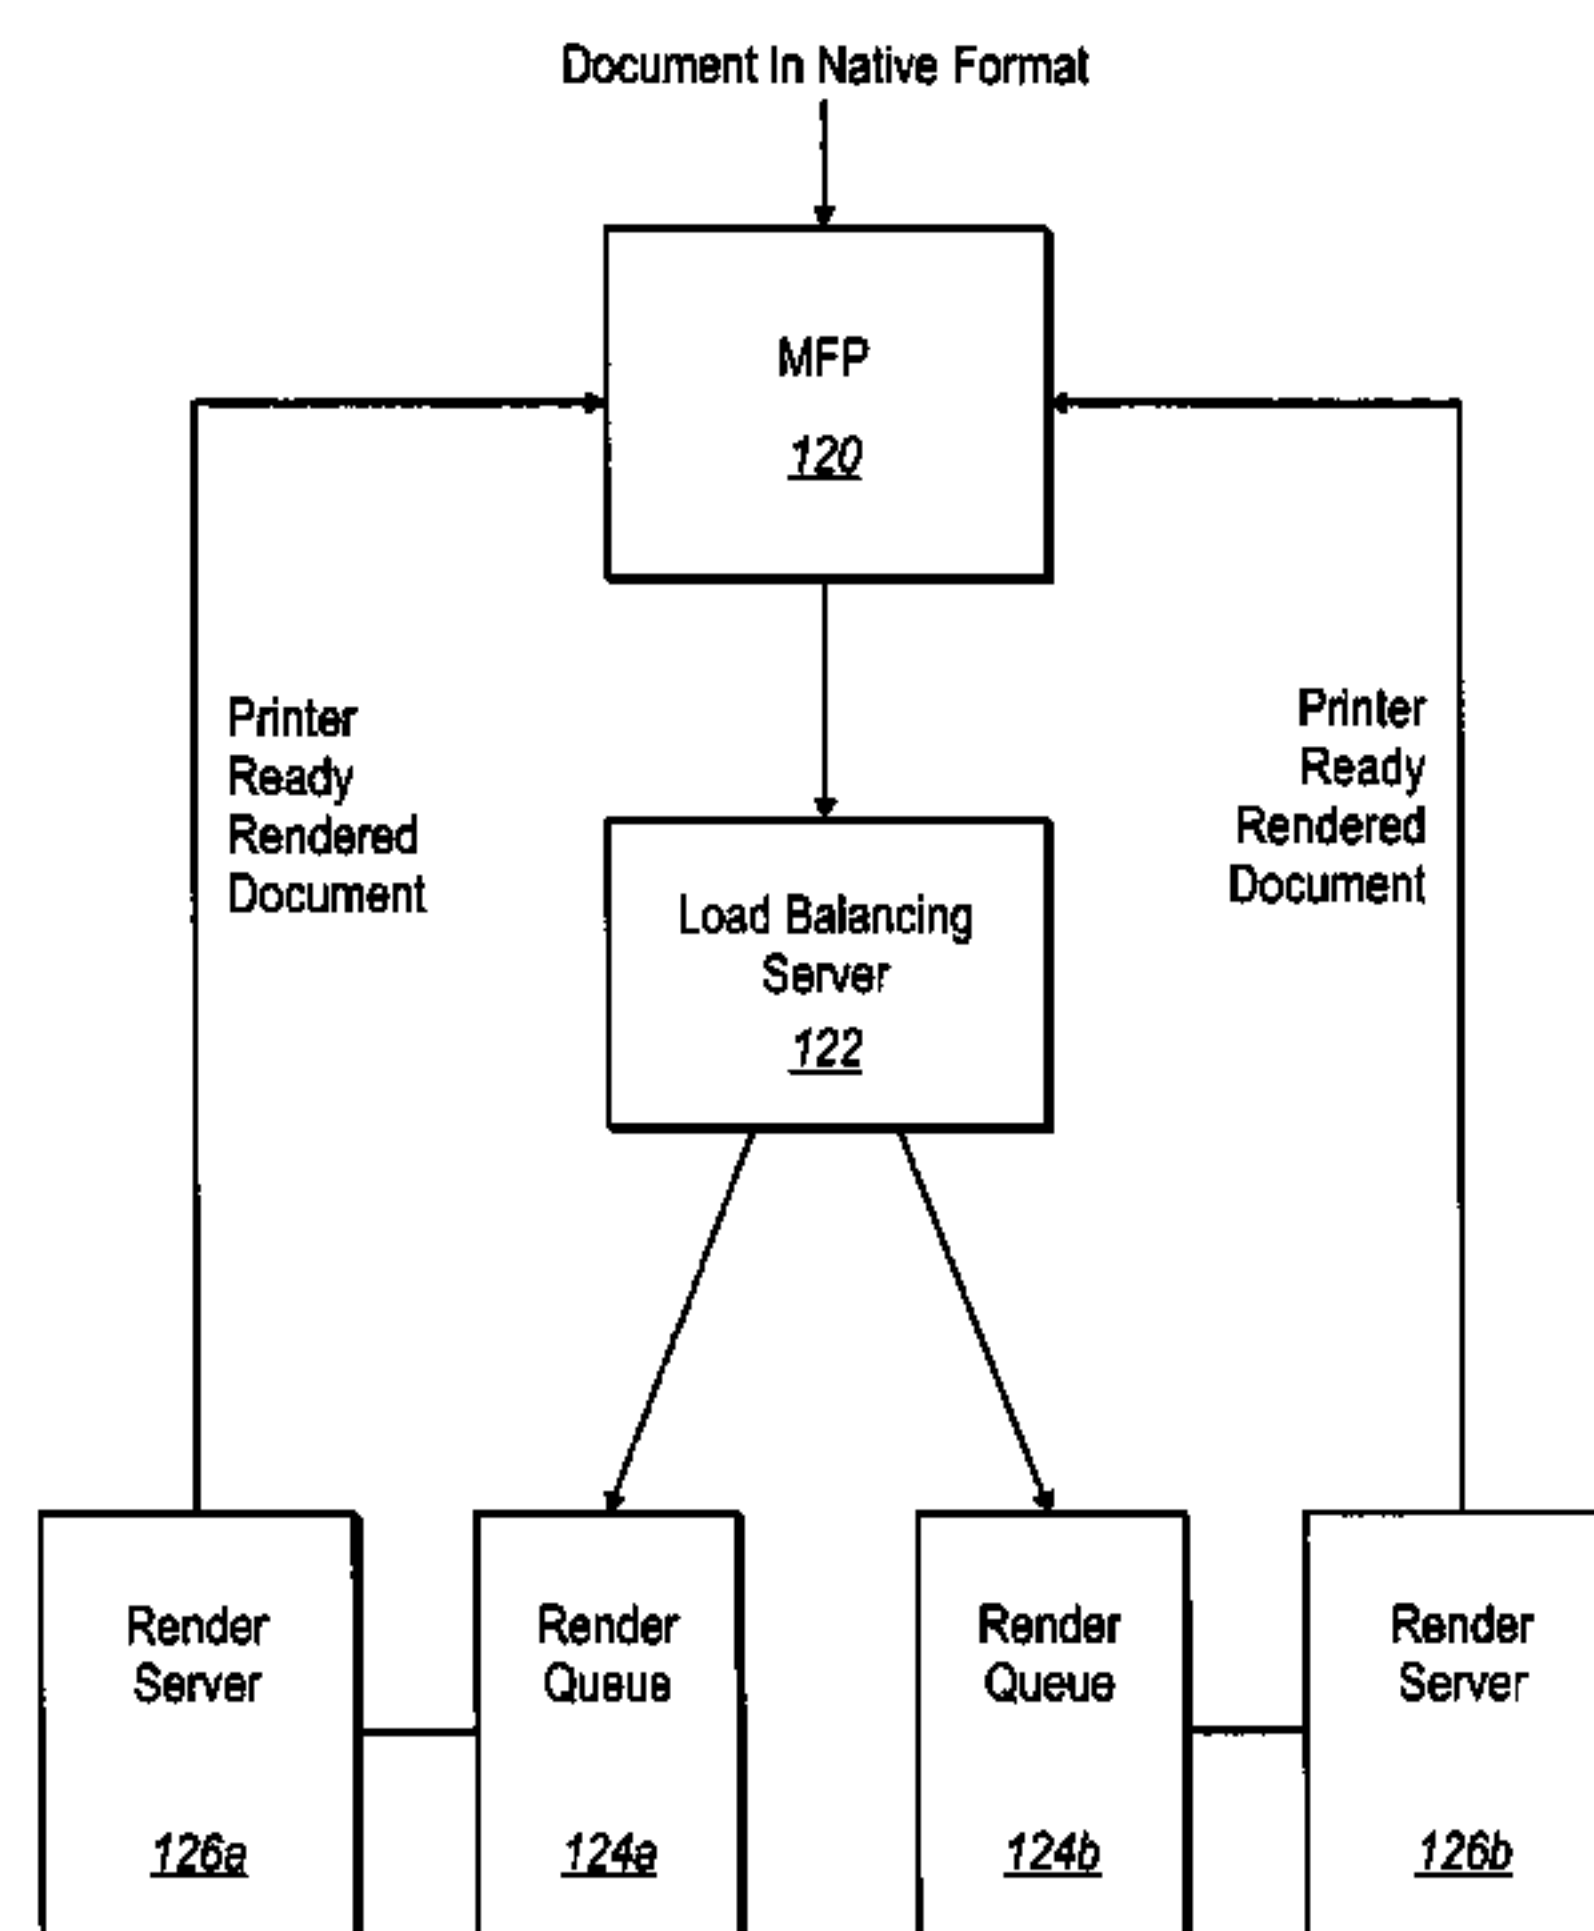 Document In Native Format
MFP
120
Printer
Ready
Rendered
Document
Printer
Ready
Rendered
Document
Load Balancing
Server
122
Render
Server
126a
Render
Queue
124a
Render
Queue
124b
Render
Server
126b